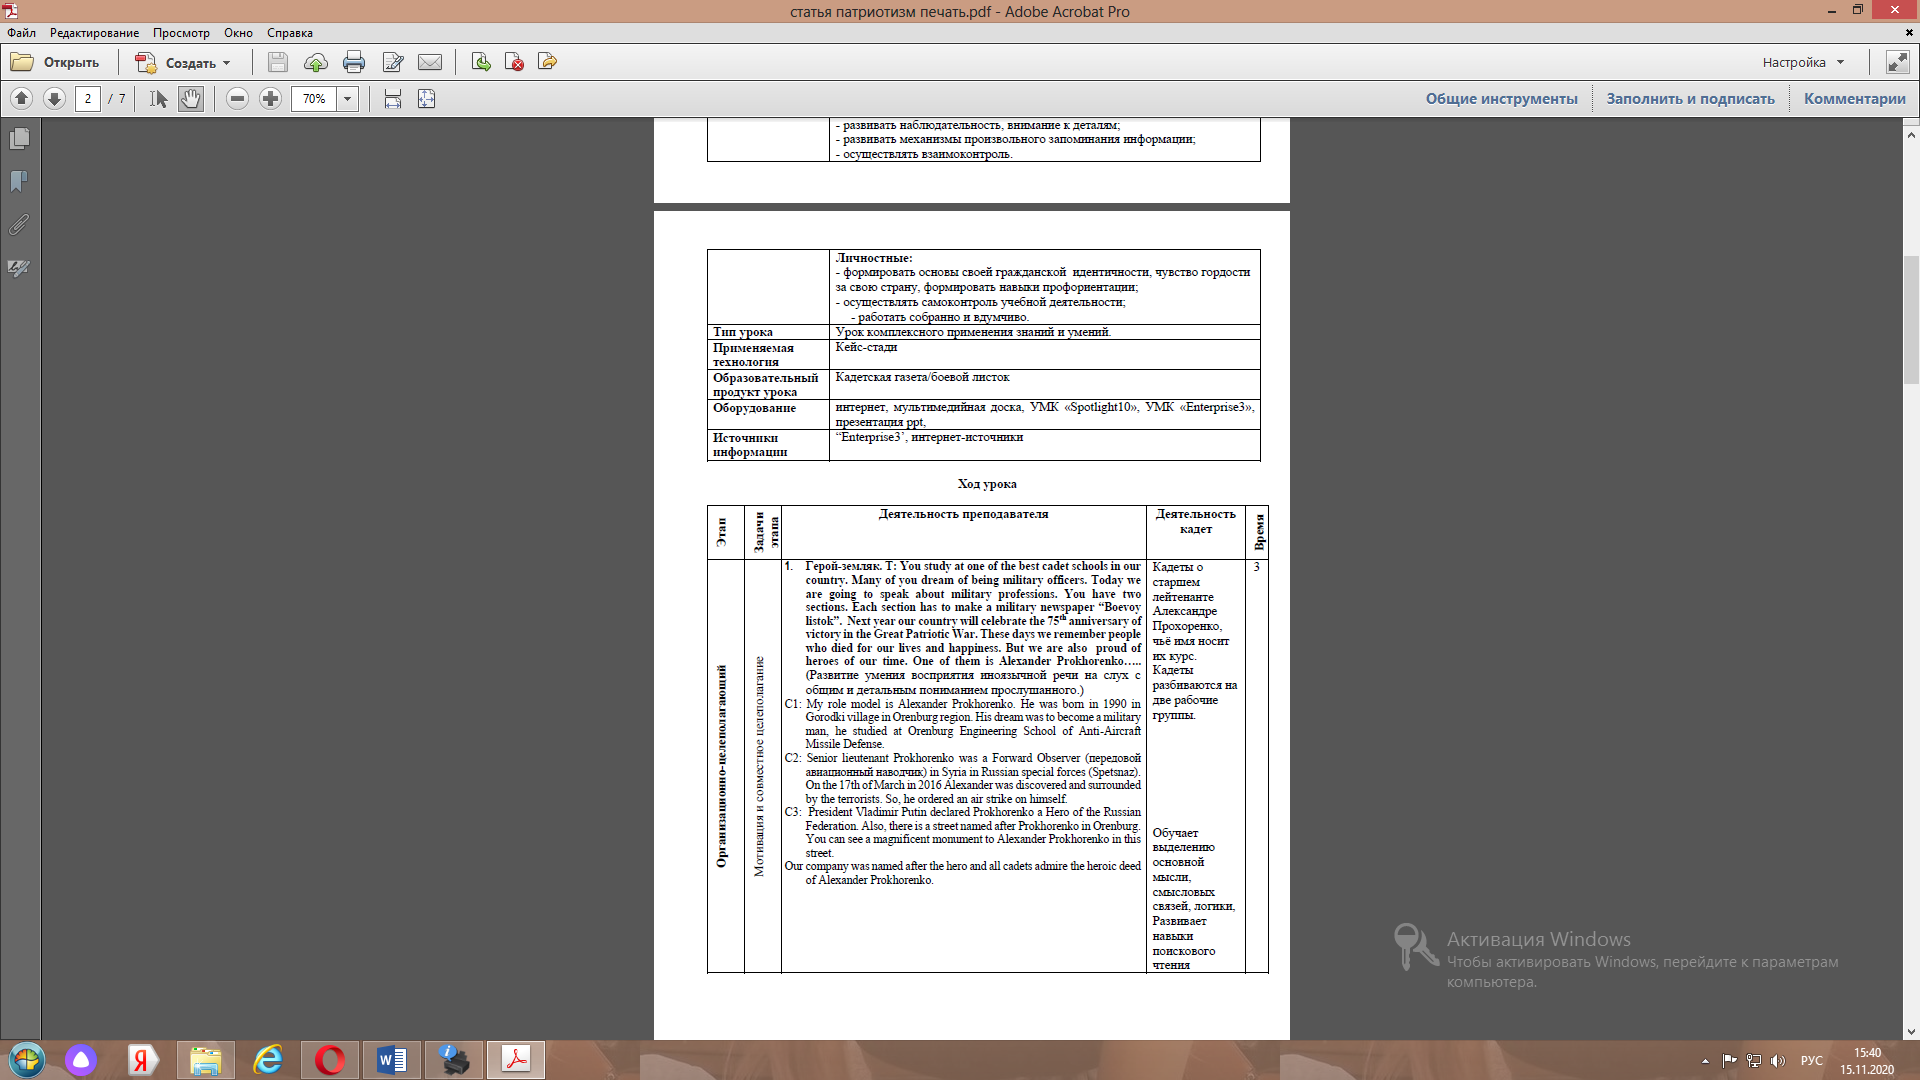 статья патриотизм печать.pdf - Adobe Acrobat Pro
Файл Редактирование Просмотр Окно Справка
Открыть Создать Настройка
2 / 7 70% Общие инструменты Заполнить и подписать Комментарии
- развивать наблюдательность, внимание к деталям;
- развивать механизмы произвольного запоминания информации;
- осуществлять взаимоконтроль.
Личностные:
- формировать основы своей гражданской идентичности, чувство гордости
за свою страну, формировать навыки профориентации;
- осуществлять самоконтроль учебной деятельности;
- работать собранно и вдумчиво.
Тип урока
Урок комплексного применения знаний и умений.
Применяемая
технология
Кейс-стади
Образовательный
продукт урока
Кадетская газета/боевой листок
Оборудование
интернет, мультимедийная доска, УМК «Spotlight10», УМК «Enterprise3»,
презентация ppt,
Источники
информации
“Enterprise3’, интернет-источники
Ход урока
Этап
Задачи
этапа
Деятельность преподавателя
Деятельность
кадет
Время
Организационно-целеполагающий
Мотивация и совместное целеполагание
1. Герой-земляк. T: You study at one of the best cadet schools in our
country. Many of you dream of being military officers. Today we
are going to speak about military professions. You have two
sections. Each section has to make a military newspaper “Boevoy
listok”. Next year our country will celebrate the 75th anniversary of
victory in the Great Patriotic War. These days we remember people
who died for our lives and happiness. But we are also proud of
heroes of our time. One of them is Alexander Prokhorenko…..
(Развитие умения восприятия иноязычной речи на слух с
общим и детальным пониманием прослушанного.)
C1: My role model is Alexander Prokhorenko. He was born in 1990 in
Gorodki village in Orenburg region. His dream was to become a military
man, he studied at Orenburg Engineering School of Anti-Aircraft
Missile Defense.
C2: Senior lieutenant Prokhorenko was a Forward Observer (передовой
авиационный наводчик) in Syria in Russian special forces (Spetsnaz).
On the 17th of March in 2016 Alexander was discovered and surrounded
by the terrorists. So, he ordered an air strike on himself.
C3: President Vladimir Putin declared Prokhorenko a Hero of the Russian
Federation. Also, there is a street named after Prokhorenko in Orenburg.
You can see a magnificent monument to Alexander Prokhorenko in this
street.
Our company was named after the hero and all cadets admire the heroic deed
of Alexander Prokhorenko.
Кадеты о
старшем
лейтенанте
Александре
Прохоренко,
чьё имя носит
их курс.
Кадеты
разбиваются на
две рабочие
группы.
Обучает
выделению
основной
мысли,
смысловых
связей, логики,
Развивает
навыки
поискового
чтения
3
Активация Windows
Чтобы активировать Windows, перейдите к параметрам
компьютера.
РУС
15:40
15.11.2020